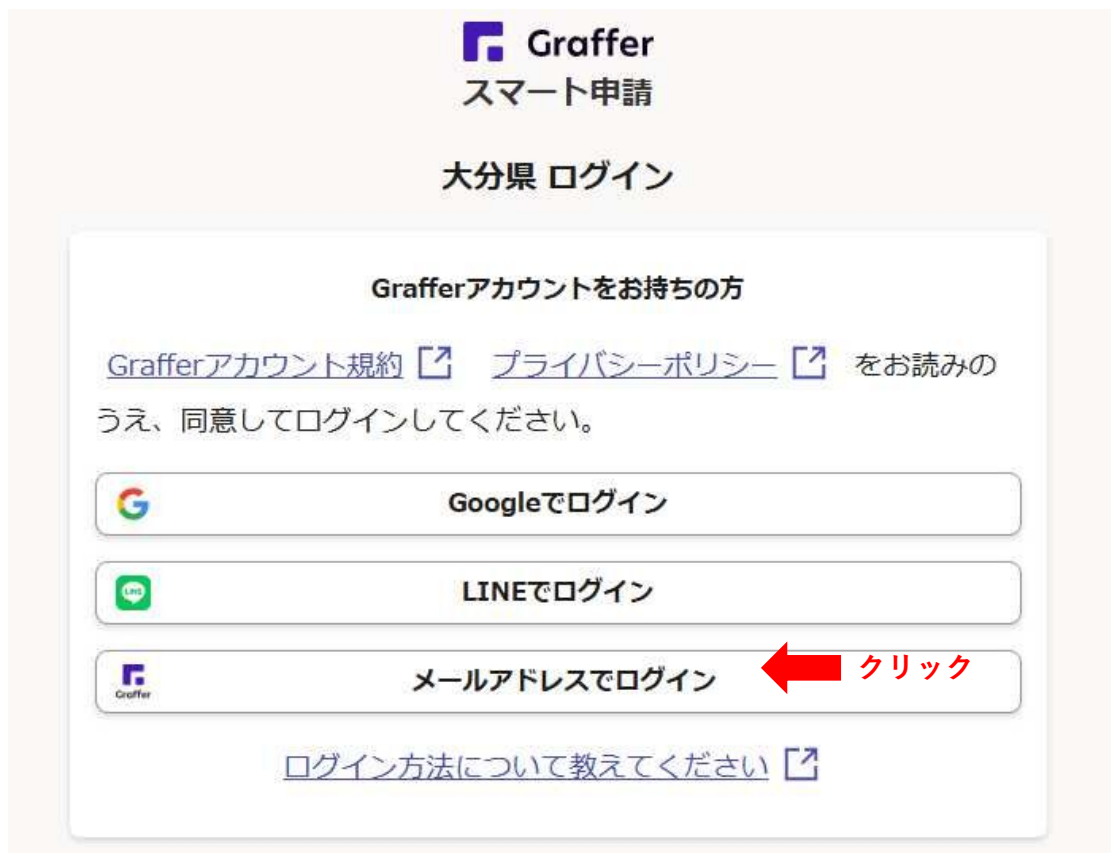 Graffer
スマート申請
大分県 ログイン
Grafferアカウントをお持ちの方
Grafferアカウント規約 プライバシーポリシー をお読みの
うえ、同意してログインしてください。
Googleでログイン
LINE
LINEでログイン
Graffer
メールアドレスでログイン
クリック
ログイン方法について教えてください